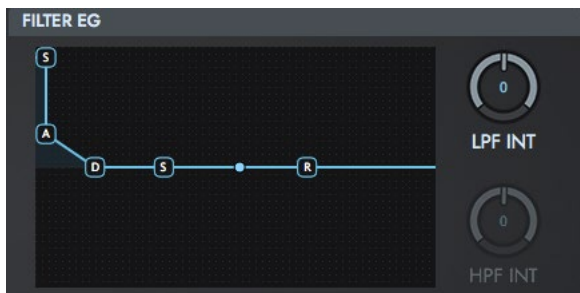 FILTER EG
S
A
D
S
R
0
LPF INT
0
HPF INT